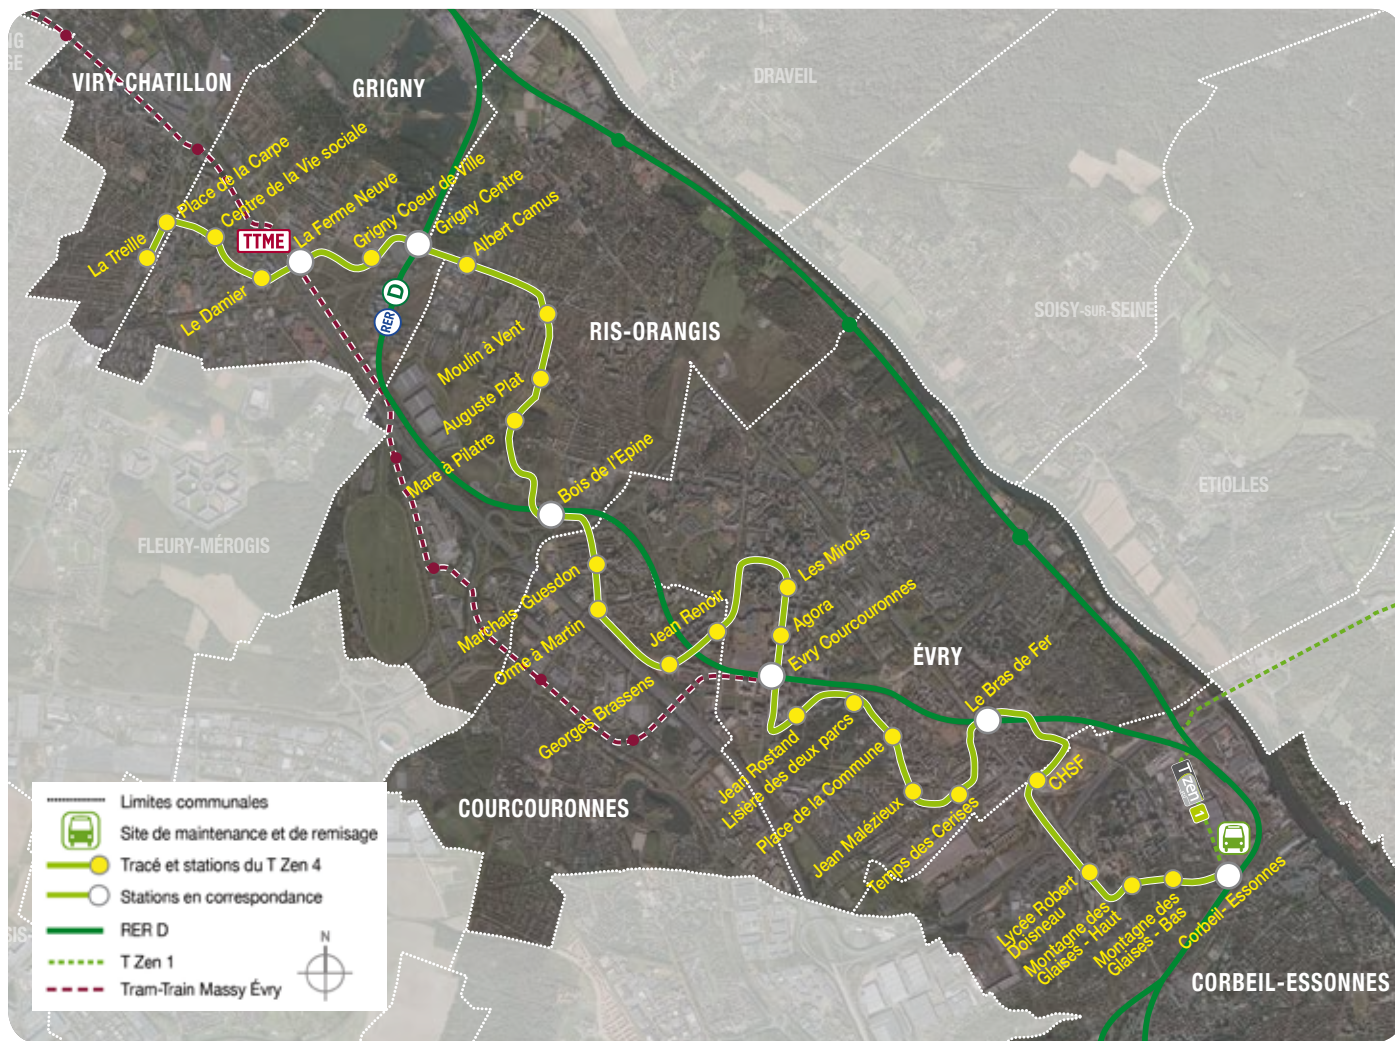 VIRY-CHATILLON
GRIGNY
DRAVEIL
Place de la Carpe
Centre de la Vie sociale
La Treille
TTME
La Ferme Neuve
Grigny Coeur de Ville
Grigny Centre
Albert Camus
Le Damier
D
RER
SOISY-SUR-SEINE
RIS-ORANGIS
Moulin à Vent
Auguste Plat
Mare à Pilatre
Bois de l'Epine
ETIOLLES
FLEURY-MÉROGIS
Les Miroirs
Marchais- Guesdon
Jean Renoir
Agora
Orme à Martin
Evry Courcouronnes
ÉVRY
Le Bras de Fer
Georges Brassens
Jean Rostand
Lisière des deux parcs
Place de la Commune
Jean Malézieux
Temps des Cerises
CHSF
T zen 1
COURCOURONNES
Lycée Robert
Doisneau
Montagne des
Glaises - Haut
Montagne des
Glaises - Bas
Corbeil- Essonnes
CORBEIL-ESSONNES
Limites communales
Site de maintenance et de remisage
Tracé et stations du T Zen 4
Stations en correspondance
RER D
T Zen 1
Tram-Train Massy Évry
N